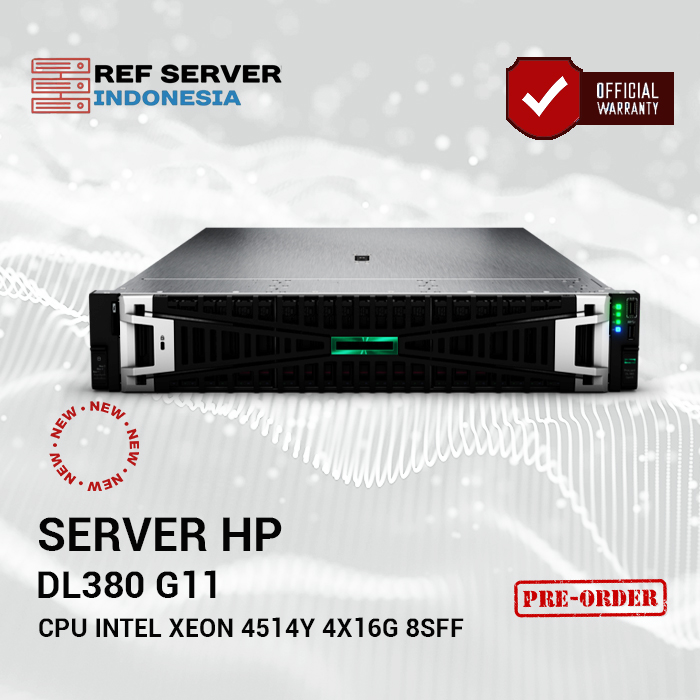 REF SERVER
INDONESIA
OFFICIAL
WARRANTY
NEW • NEW • NEW • NEW • NEW •
SERVER HP
DL380 G11
CPU INTEL XEON 4514Y 4X16G 8SFF
PRE-ORDER